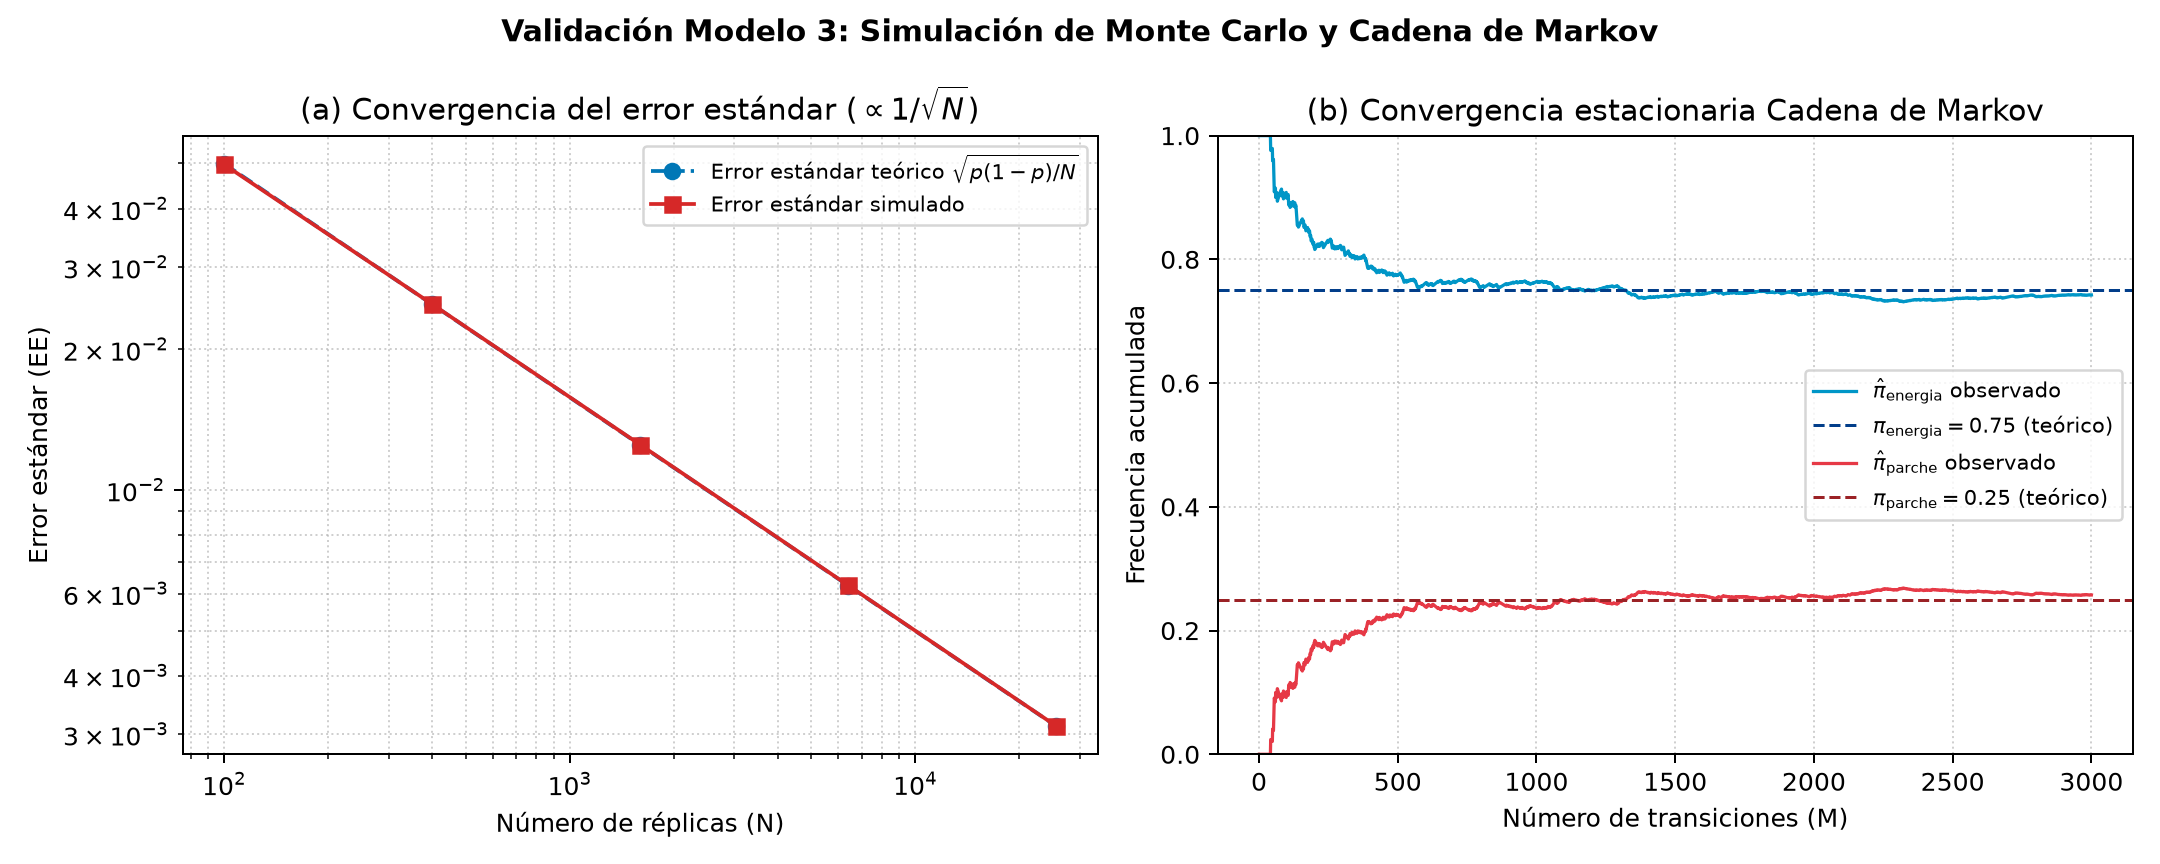 Validación Modelo 3: Simulación de Monte Carlo y Cadena de Markov
(a) Convergencia del error estándar (∝ 1/√N)
Error estándar teórico √p(1 − p)/N
Error estándar simulado
4 × 10⁻²
3 × 10⁻²
2 × 10⁻²
10⁻²
6 × 10⁻³
4 × 10⁻³
3 × 10⁻³
Error estándar (EE)
10² 10³ 10⁴
Número de réplicas (N)
(b) Convergencia estacionaria Cadena de Markov
1.0
0.8
0.6
0.4
0.2
0.0
Frecuencia acumulada
π̂energia observado
πenergia = 0.75 (teórico)
π̂parche observado
πparche = 0.25 (teórico)
0 500 1000 1500 2000 2500 3000
Número de transiciones (M)